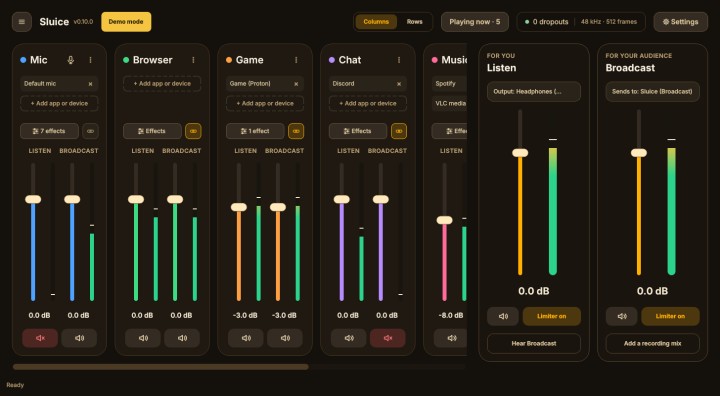 Sluice v0.10.0 Demo mode
Columns Rows Playing now · 5 0 dropouts 48 kHz · 512 frames Settings
Mic
Default mic ×
+ Add app or device
7 effects
LISTEN BROADCAST
0.0 dB 0.0 dB
Browser
+ Add app or device
Effects
LISTEN BROADCAST
0.0 dB 0.0 dB
Game
Game (Proton) ×
+ Add app or device
1 effect
LISTEN BROADCAST
-3.0 dB -3.0 dB
Chat
Discord ×
+ Add app or device
Effects
LISTEN BROADCAST
0.0 dB 0.0 dB
Music
Spotify
VLC media
Effe
LISTEN
-8.0 dB
FOR YOU
Listen
Output: Headphones (...
0.0 dB
Limiter on
Hear Broadcast
FOR YOUR AUDIENCE
Broadcast
Sends to: Sluice (Broadcast)
0.0 dB
Limiter on
Add a recording mix
Ready